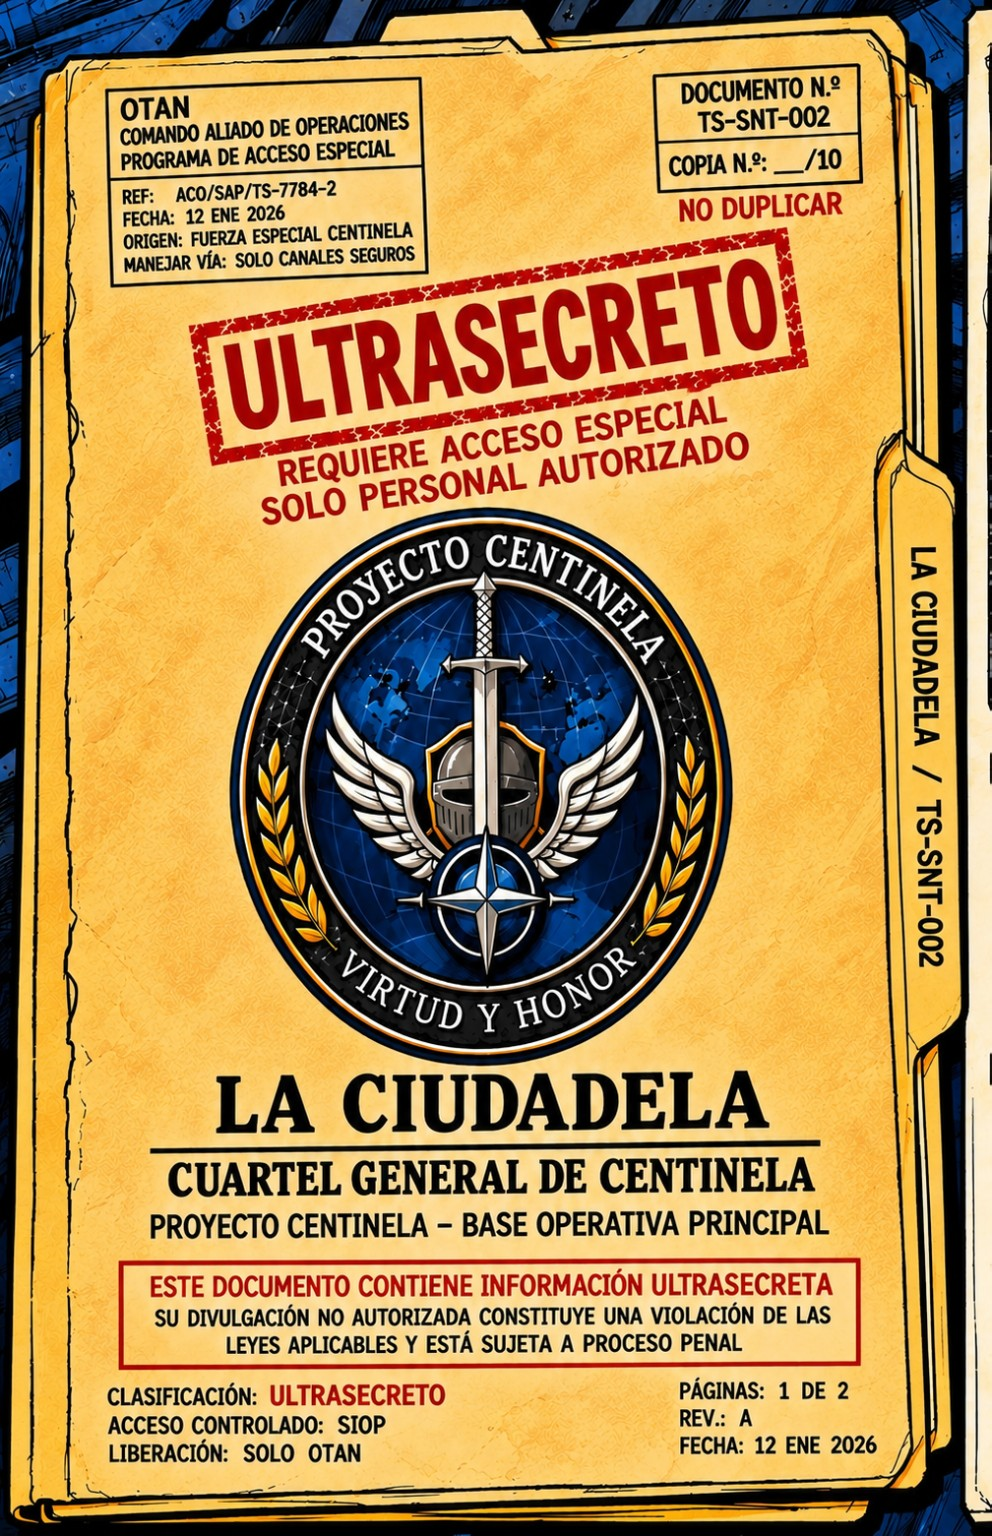 OTAN
COMANDO ALIADO DE OPERACIONES
PROGRAMA DE ACCESO ESPECIAL
REF: ACO/SAP/TS-7784-2
FECHA: 12 ENE 2026
ORIGEN: FUERZA ESPECIAL CENTINELA
MANEJAR VÍA: SOLO CANALES SEGUROS
DOCUMENTO N.º
TS-SNT-002
COPIA N.º: __/10
NO DUPLICAR
ULTRASECRETO
REQUIERE ACCESO ESPECIAL
SOLO PERSONAL AUTORIZADO
PROYECTO CENTINELA
VIRTUD Y HONOR
LA CIUDADELA / TS-SNT-002
LA CIUDADELA
CUARTEL GENERAL DE CENTINELA
PROYECTO CENTINELA – BASE OPERATIVA PRINCIPAL
ESTE DOCUMENTO CONTIENE INFORMACIÓN ULTRASECRETA
SU DIVULGACIÓN NO AUTORIZADA CONSTITUYE UNA VIOLACIÓN DE LAS
LEYES APLICABLES Y ESTÁ SUJETA A PROCESO PENAL
CLASIFICACIÓN: ULTRASECRETO
ACCESO CONTROLADO: SIOP
LIBERACIÓN: SOLO OTAN
PÁGINAS: 1 DE 2
REV.: A
FECHA: 12 ENE 2026